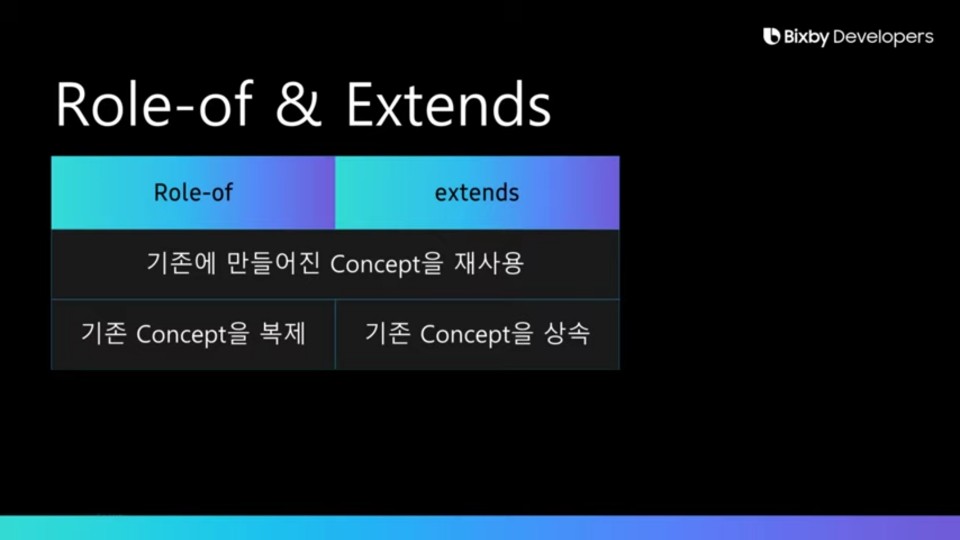 Bixby Developers
Role-of & Extends
Role-of extends
기존에 만들어진 Concept을 재사용
기존 Concept을 복제 기존 Concept을 상속